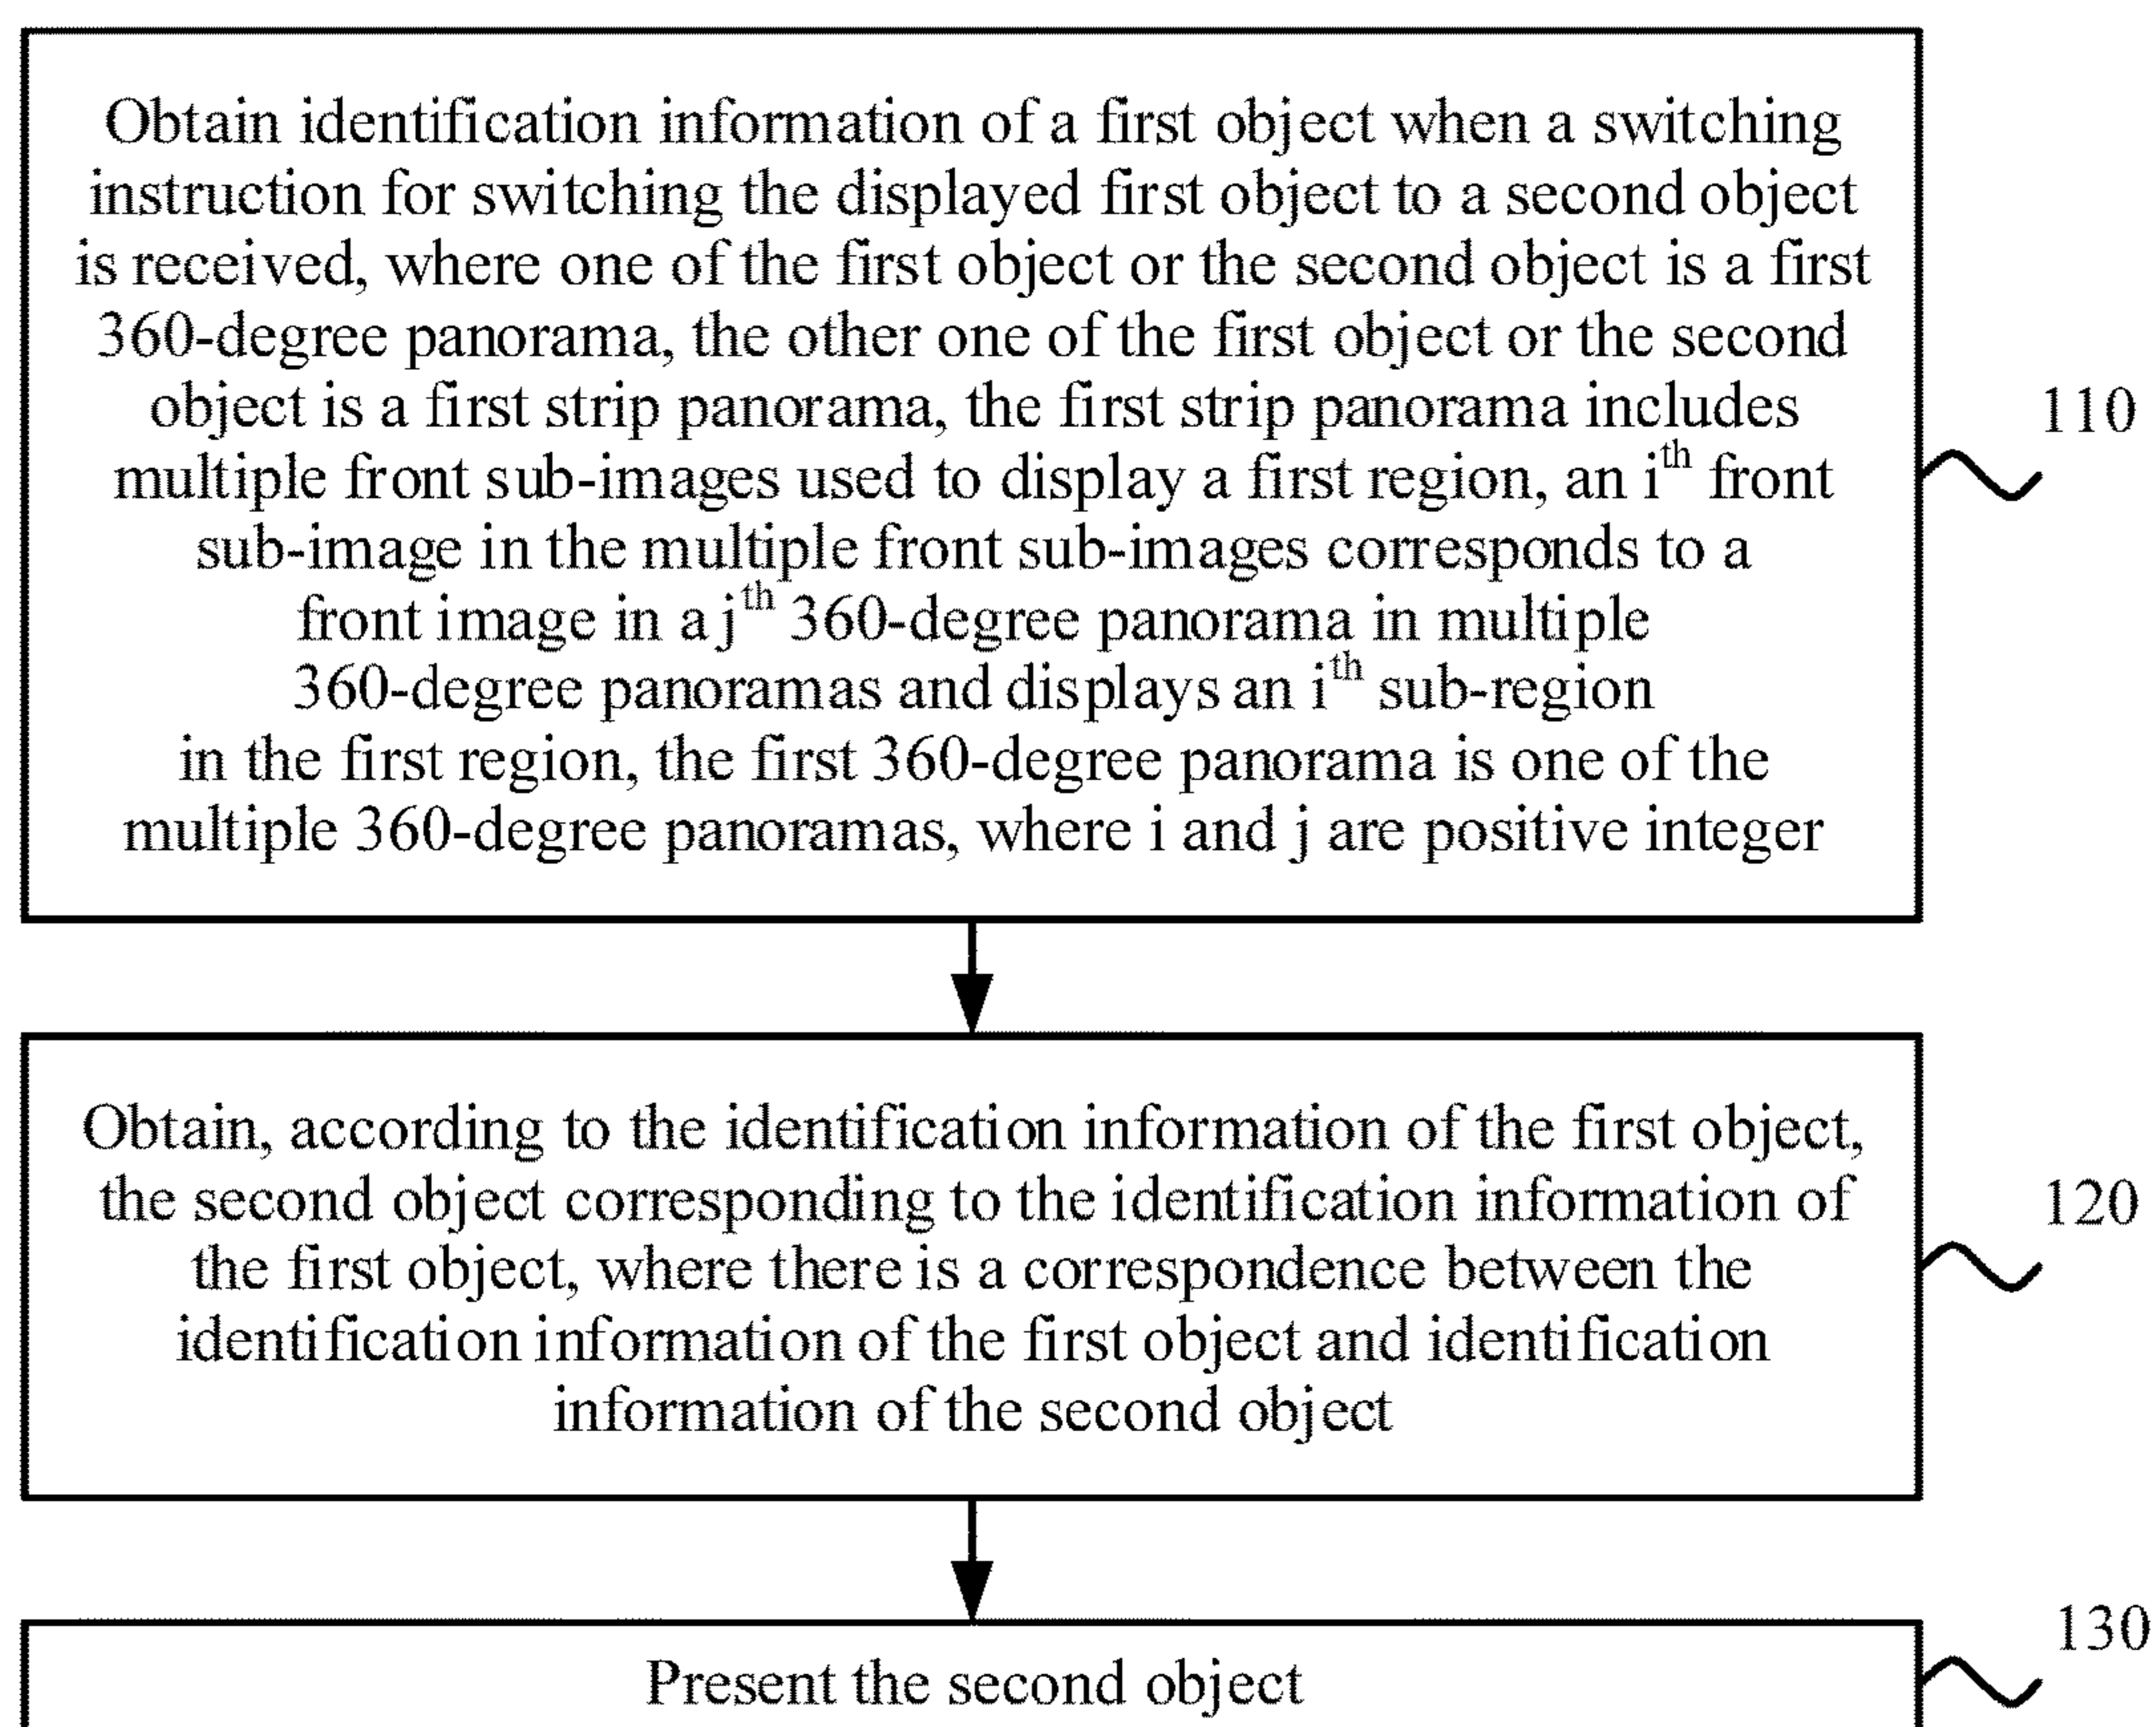 Obtain identification information of a first object when a switching
instruction for switching the displayed first object to a second object
is received, where one of the first object or the second object is a first
360-degree panorama, the other one of the first object or the second
object is a first strip panorama, the first strip panorama includes
multiple front sub-images used to display a first region, an i^th front
sub-image in the multiple front sub-images corresponds to a
front image in a j^th 360-degree panorama in multiple
360-degree panoramas and displays an i^th sub-region
in the first region, the first 360-degree panorama is one of the
multiple 360-degree panoramas, where i and j are positive integer
110
Obtain, according to the identification information of the first object,
the second object corresponding to the identification information of
the first object, where there is a correspondence between the
identification information of the first object and identification
information of the second object
120
Present the second object
130